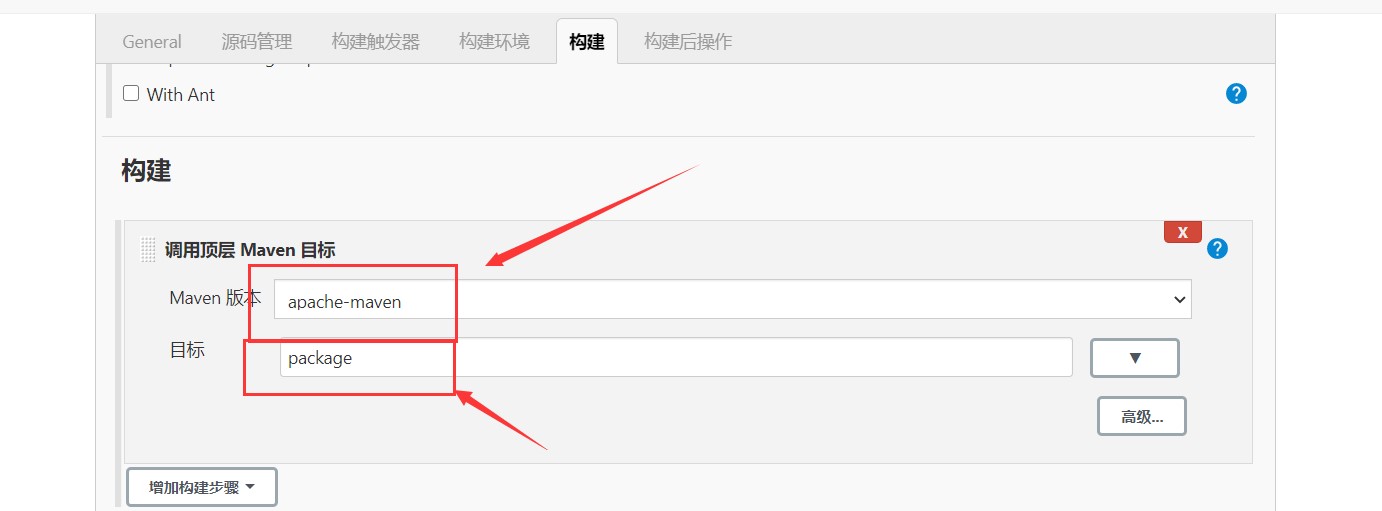 General 源码管理 构建触发器 构建环境 构建 构建后操作
With Ant
?
构建
X
调用顶层 Maven 目标
?
Maven 版本 apache-maven
目标 package ▼
高级...
增加构建步骤